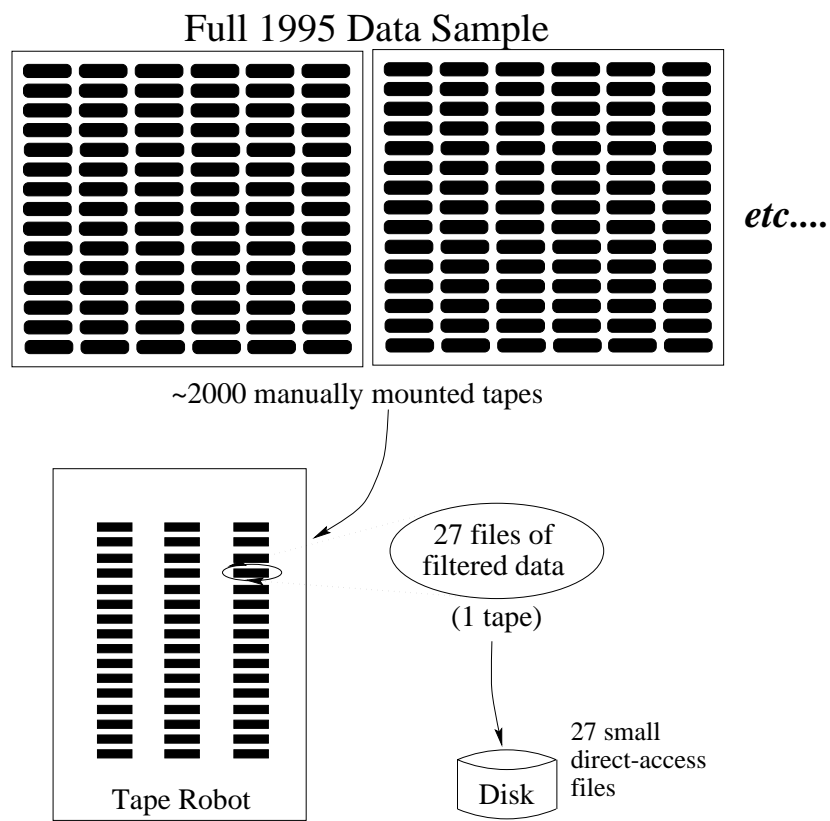 Full 1995 Data Sample
etc....
~2000 manually mounted tapes
27 files of
filtered data
(1 tape)
27 small
direct-access
files
Disk
Tape Robot